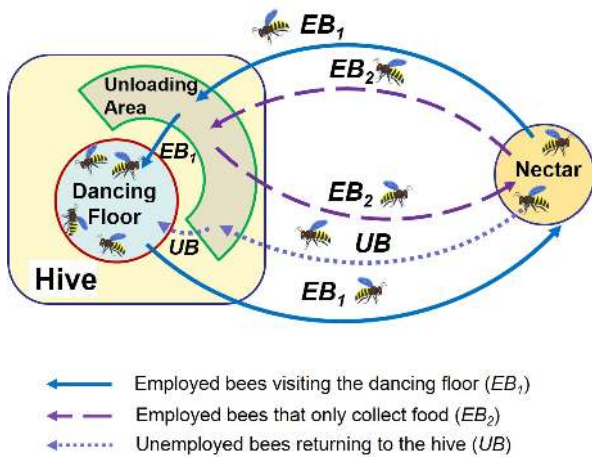 EB₁
EB₂
Unloading
Area
EB₁
Dancing
Floor
Nectar
EB₂
UB
UB
Hive
EB₁
Employed bees visiting the dancing floor (EB₁)
Employed bees that only collect food (EB₂)
Unemployed bees returning to the hive (UB)